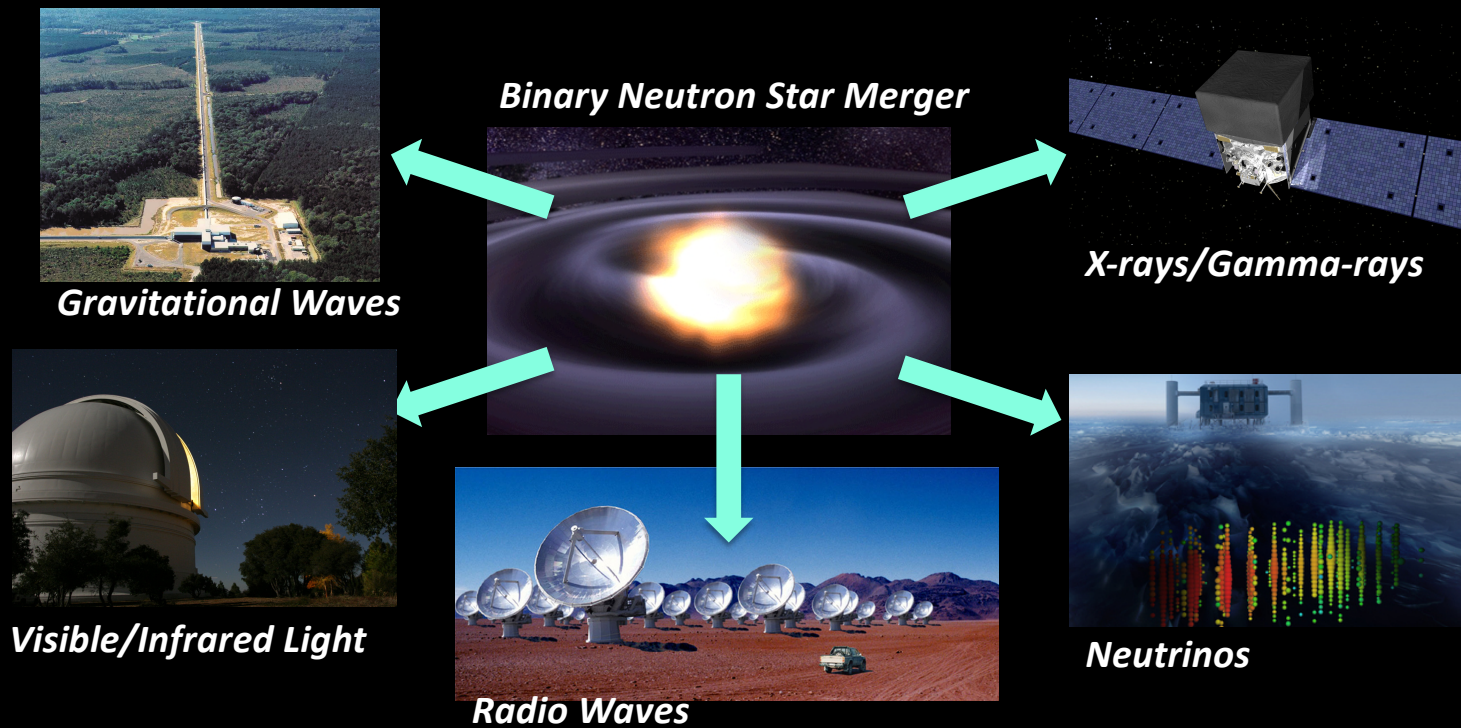 Binary Neutron Star Merger
Gravitational Waves
X-rays/Gamma-rays
Visible/Infrared Light
Radio Waves
Neutrinos